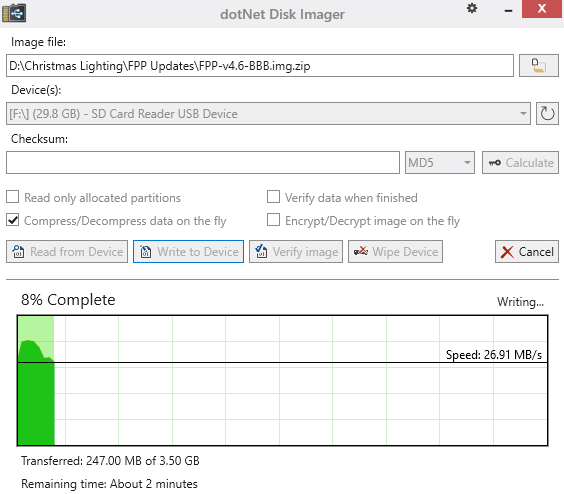 dotNet Disk Imager
Image file:
D:\Christmas Lighting\FPP Updates\FPP-v4.6-BBB.img.zip
Device(s):
[F:\] (29.8 GB) - SD Card Reader USB Device
Checksum:
MD5 Calculate
Read only allocated partitions Verify data when finished
Compress/Decompress data on the fly Encrypt/Decrypt image on the fly
Read from Device Write to Device Verify image Wipe Device Cancel
8% Complete Writing...
Speed: 26.91 MB/s
Transferred: 247.00 MB of 3.50 GB
Remaining time: About 2 minutes